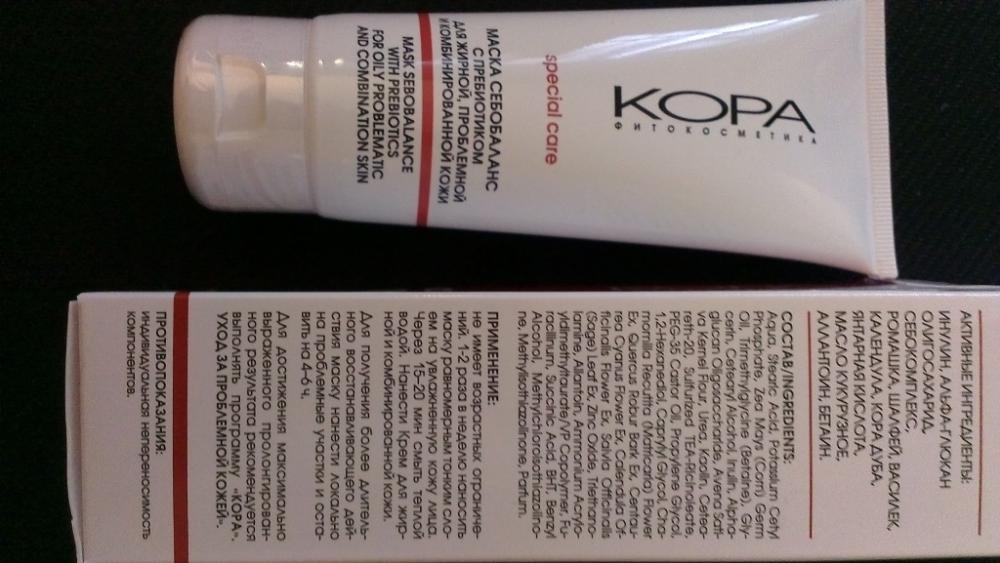 КОРА
ФИТОКОСМЕТИКА
special care
МАСКА СЕБОБАЛАНС
С ПРЕБИОТИКОМ
ДЛЯ ЖИРНОЙ, ПРОБЛЕМНОЙ
И КОМБИНИРОВАННОЙ КОЖИ
MASK SEBOBALANCE
WITH PREBIOTICS
FOR OILY PROBLEMATIC
AND COMBINATION SKIN
АКТИВНЫЕ ИНГРЕДИЕНТЫ:
ИНУЛИН, АЛЬФА-ГЛЮКАН
ОЛИГОСАХАРИД,
СЕБОКОМПЛЕКС,
РОМАШКА, ШАЛФЕЙ, ВАСИЛЕК,
КАЛЕНДУЛА, КОРА ДУБА,
ЯНТАРНАЯ КИСЛОТА,
МАСЛО КУКУРУЗНОЕ,
АЛЛАНТОИН, БЕТАИН.
СОСТАВ/INGREDIENTS:
Aqua, Stearic Acid, Potassium Cetyl
Phosphate, Zea Mays (Corn) Germ
Oil, Trimethylglycine (Betaine), Gly-
cerin, Cetearyl Alcohol, Inulin, Alpha-
glucan Oligosaccharide, Avena Sati-
va Kernel Flour, Urea, Kaolin, Cetea-
reth-20, Sulfurized TEA-Ricinoleate,
PEG-35 Castor Oil, Propylene Glycol,
1,2-Hexanediol, Caprylyl Glycol, Cha-
momilla Recutita (Matricaria) Flower
Ex, Quercus Robur Bark Ex, Centau-
rea Cyanus Flower Ex, Calendula Of-
ficinalis Flower Ex, Salvia Officinalis
(Sage) Leaf Ex, Zinc Oxide, Triethano-
lamine, Allantoin, Ammonium Acrylo-
yldimethyltaurate/VP Copolymer, Fu-
racillinum, Succinic Acid, BHT, Benzyl
Alcohol, Methylchloroisothiazolino-
ne, Methylisothiazolinone, Parfum.
ПРИМЕНЕНИЕ:
не имеет возрастных ограниче-
ний. 1-2 раза в неделю наносить
маску равномерным тонким сло-
ем на увлажненную кожу лица.
Через 15–20 мин смыть теплой
водой. Нанести Крем для жир-
ной и комбинированной кожи.
Для получения более длитель-
ного восстанавливающего дей-
ствия маску нанести локально
на проблемные участки и оста-
вить на 4-6 ч.
Для достижения максимально
выраженного пролонгирован-
ного результата рекомендуется
выполнять программу «КОРА».
УХОД ЗА ПРОБЛЕМНОЙ КОЖЕЙ».
ПРОТИВОПОКАЗАНИЯ:
индивидуальная непереносимость
компонентов.